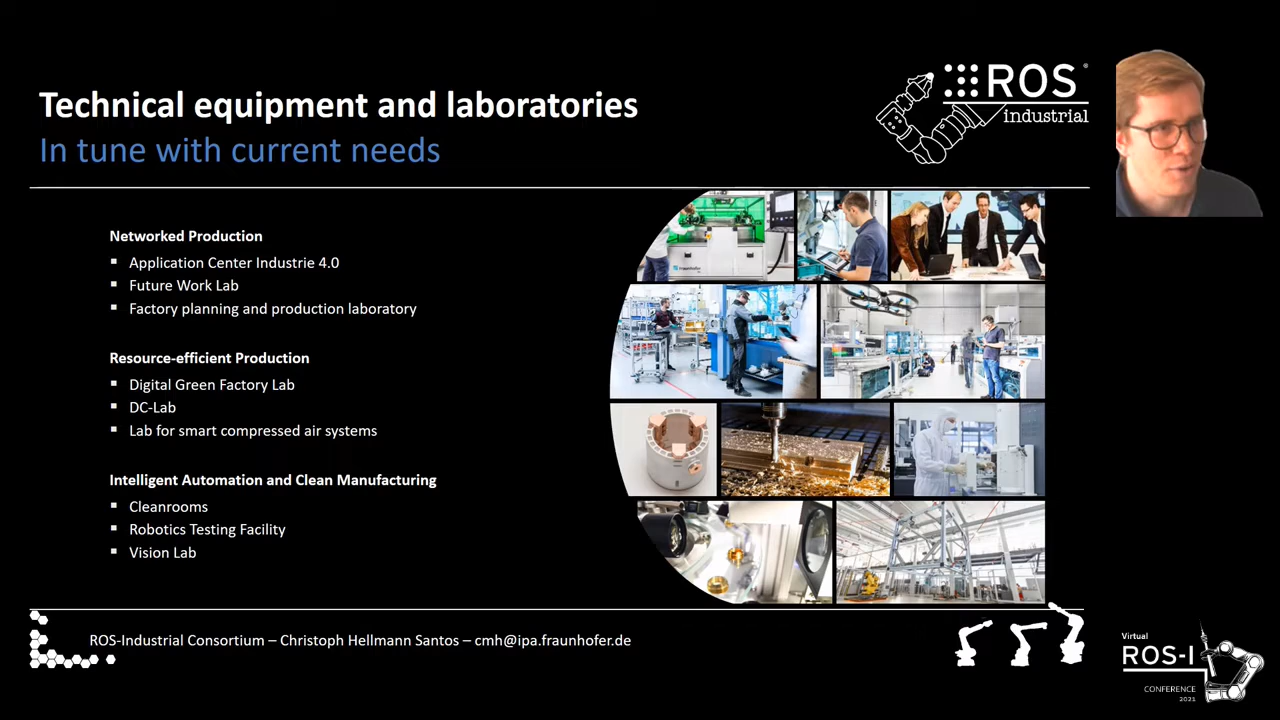 Technical equipment and laboratories
In tune with current needs
ROS®
industrial
Networked Production
▪ Application Center Industrie 4.0
▪ Future Work Lab
▪ Factory planning and production laboratory
Resource-efficient Production
▪ Digital Green Factory Lab
▪ DC-Lab
▪ Lab for smart compressed air systems
Intelligent Automation and Clean Manufacturing
▪ Cleanrooms
▪ Robotics Testing Facility
▪ Vision Lab
Fraunhofer
ROS-Industrial Consortium – Christoph Hellmann Santos – cmh@ipa.fraunhofer.de
Virtual
ROS-I
CONFERENCE
2021